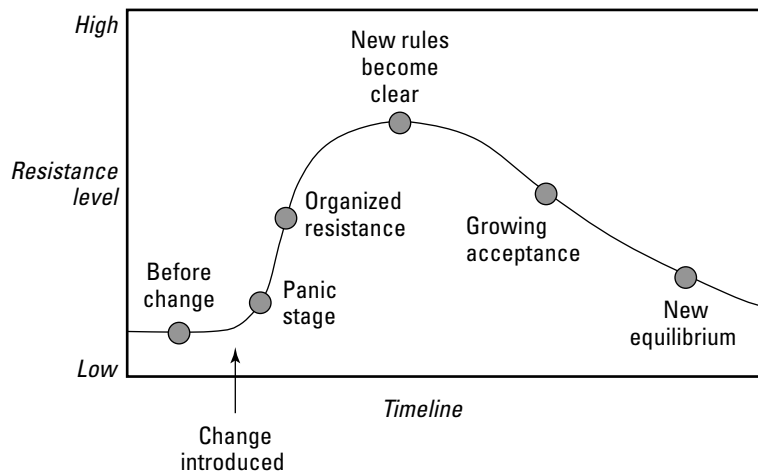 High
New rules
become
clear
Resistance
level
Organized
resistance
Growing
acceptance
Before
change
Panic
stage
New
equilibrium
Low
Timeline
Change
introduced